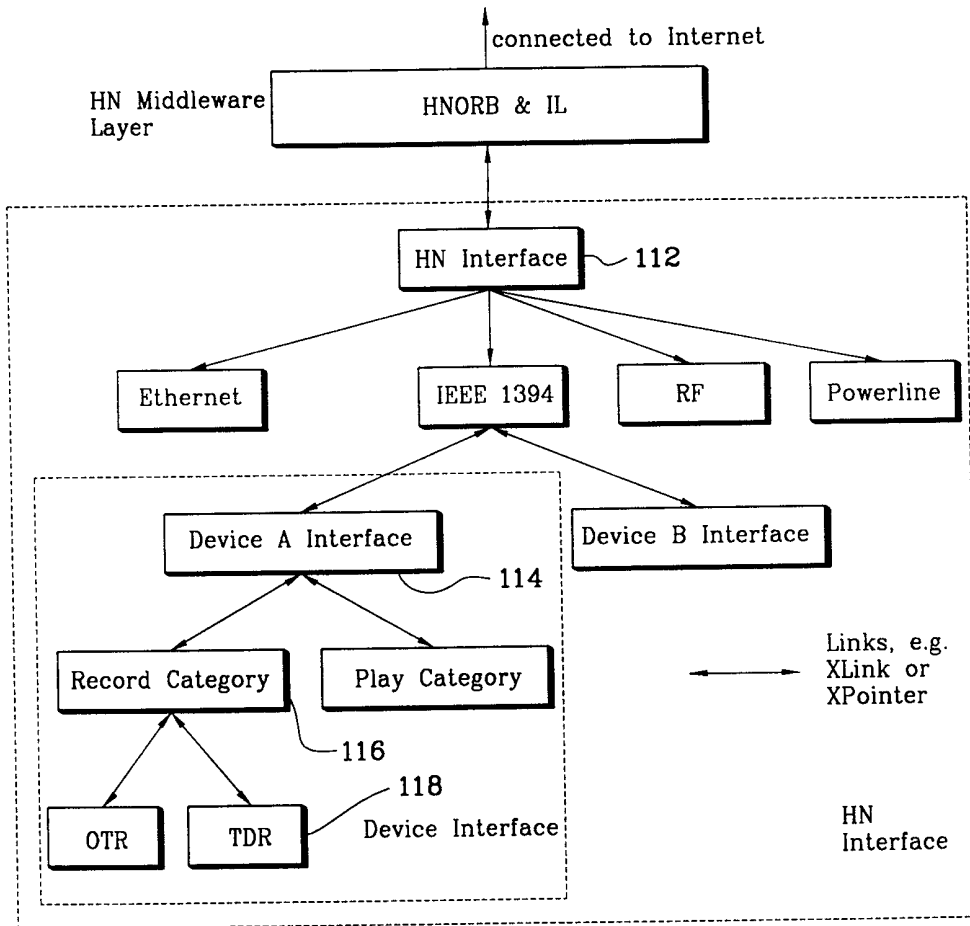 connected to Internet
HN Middleware
Layer
HNORB & IL
HN Interface
112
Ethernet
IEEE 1394
RF
Powerline
Device A Interface
Device B Interface
114
Record Category
Play Category
Links, e.g.
XLink or
XPointer
116
118
OTR
TDR
Device Interface
HN
Interface